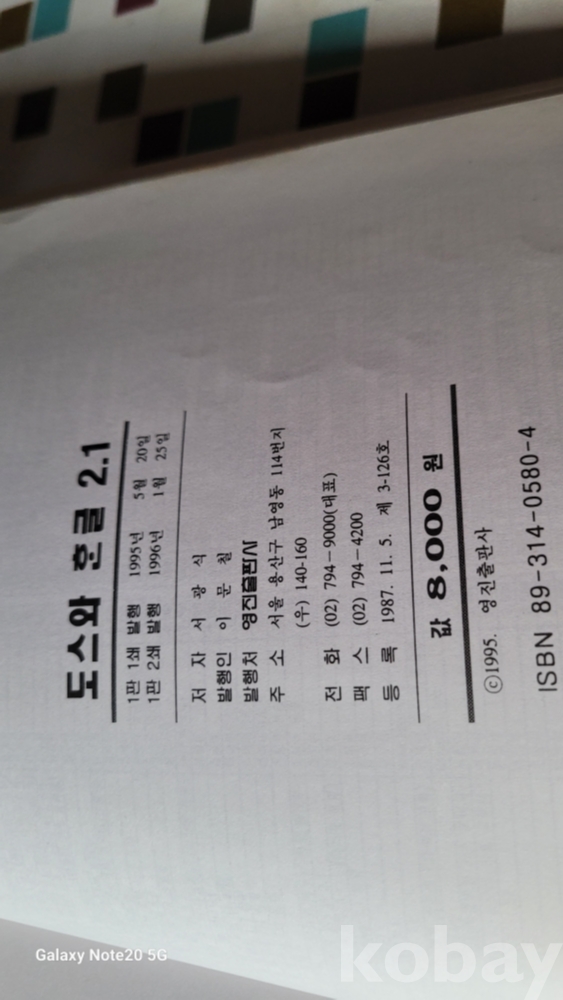 도스와 한글 2.1
1판 1쇄 발행 1995년 5월 20일
1판 2쇄 발행 1996년 1월 25일
저 자 서 광 식
발행인 이 문 칠
발행처 영진출판사
주 소 서울 용산구 남영동 114번지
(우) 140-160
전 화 (02) 794-9000(대표)
팩 스 (02) 794-4200
등 록 1987. 11. 5. 제 3-126호
값 8,000 원
ⓒ1995. 영진출판사
ISBN 89-314-0580-4
Galaxy Note20 5G
kobay